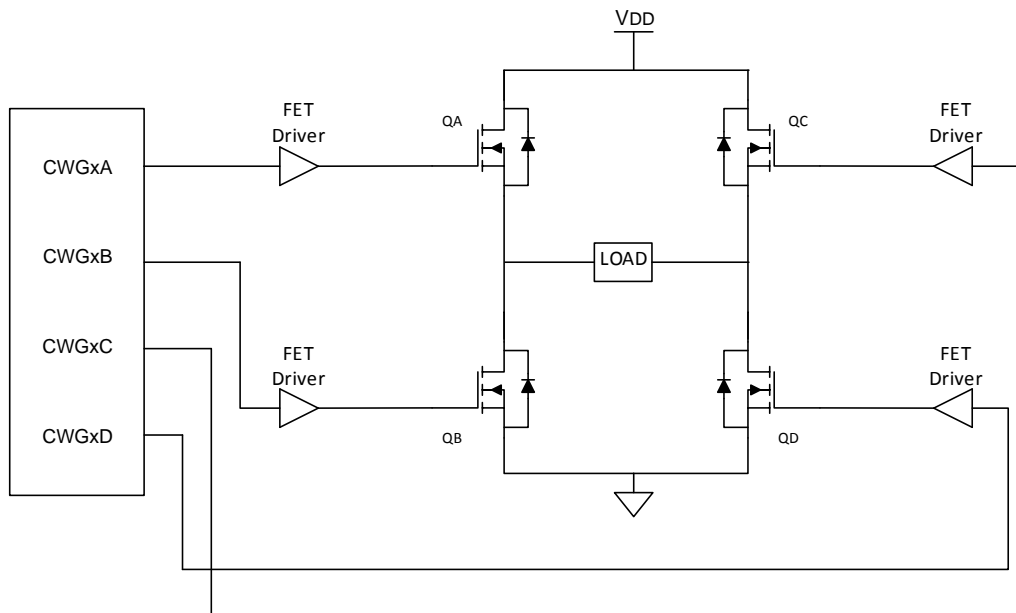 VDD
FET
Driver
QA
QC
FET
Driver
CWGxA
CWGxB
LOAD
CWGxC
FET
Driver
FET
Driver
CWGxD
QB
QD